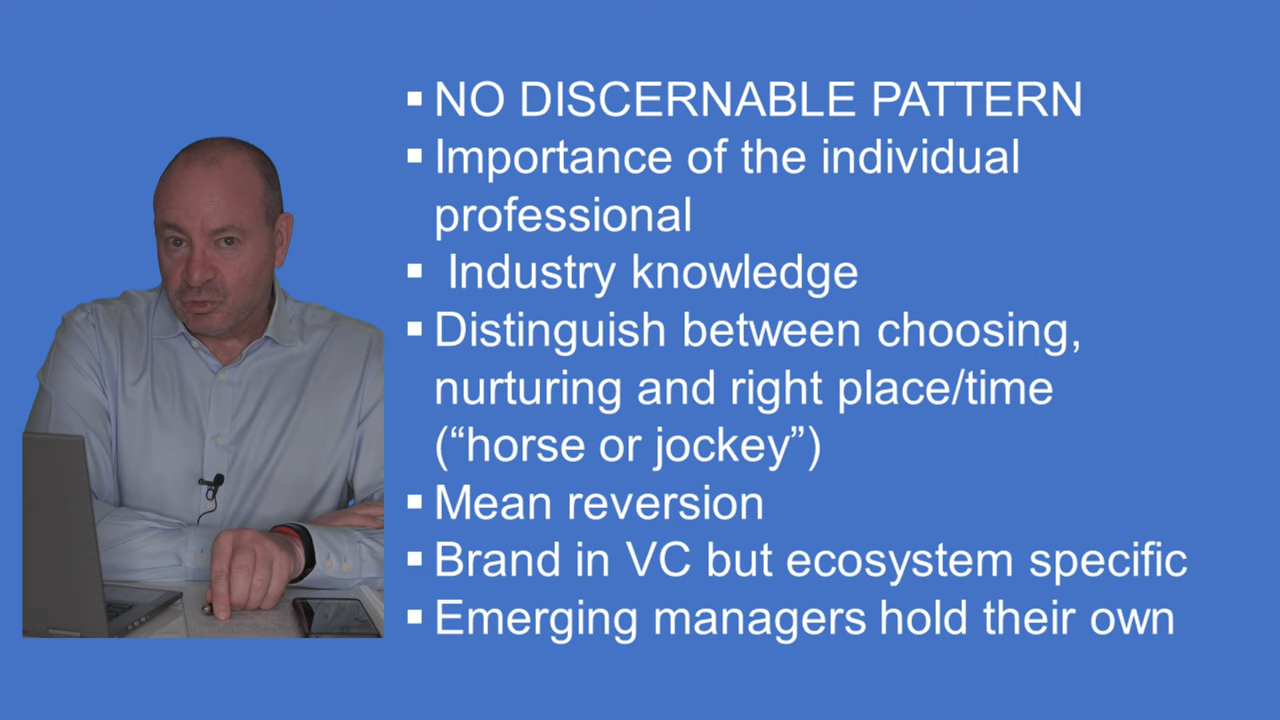 ▪ NO DISCERNABLE PATTERN
▪ Importance of the individual
professional
▪ Industry knowledge
▪ Distinguish between choosing,
nurturing and right place/time
(“horse or jockey”)
▪ Mean reversion
▪ Brand in VC but ecosystem specific
▪ Emerging managers hold their own